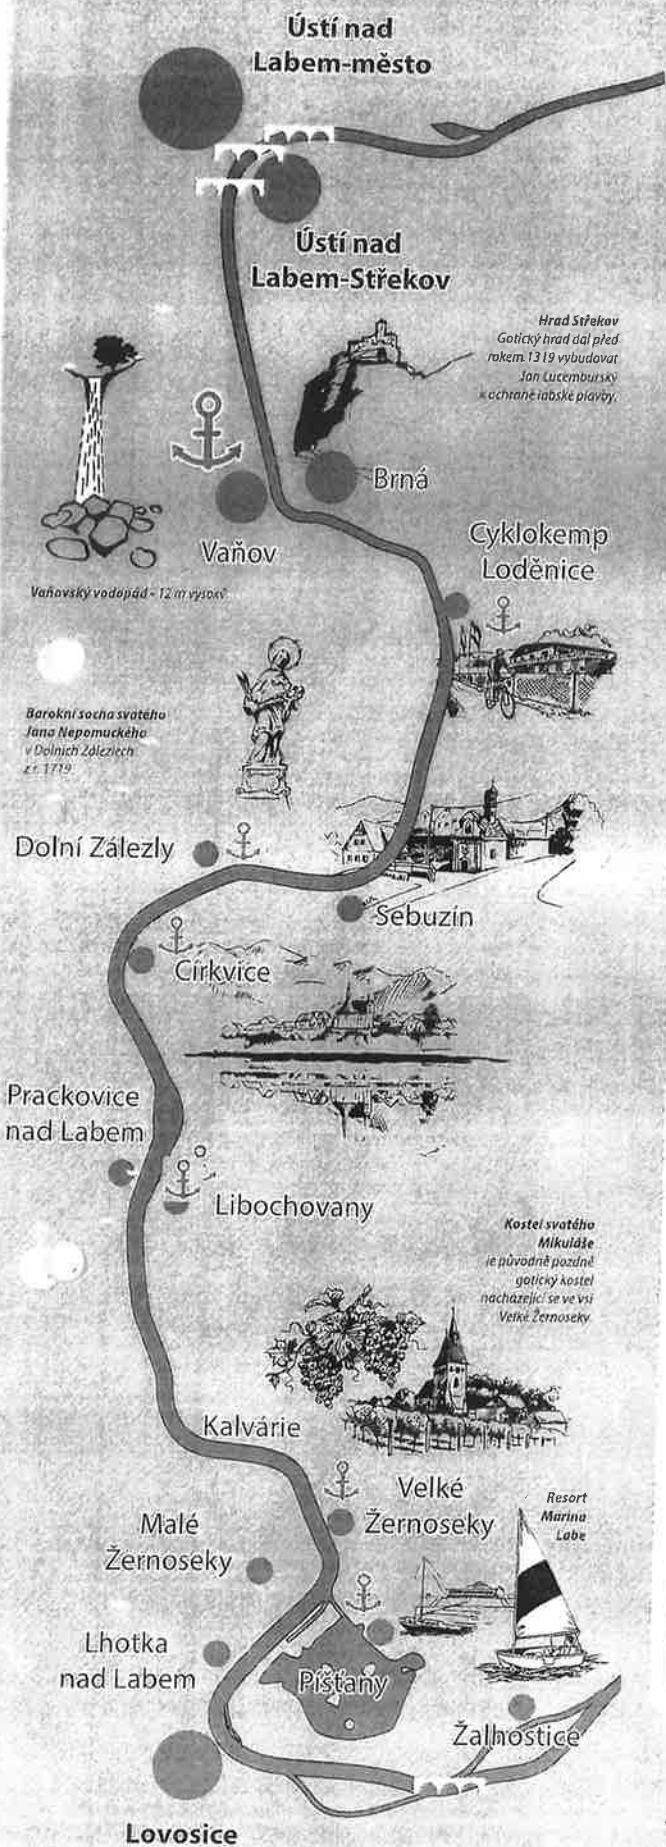 Ústí nad
Labem-město
Ústí nad
Labem-Střekov
Hrad Střekov
Gotický hrad dal před
rokem 1319 vybudovat
Jan Lucemburský
k ochraně labské plavby.
Brná
Vaňov
Vaňovský vodopád - 12 m vysoký
Cyklokemp
Loděnice
Barokní socha svatého
Jana Nepomuckého
v Dolních Zálezlech
z r. 1719
Dolní Zálezly
Sebuzín
Církvice
Prackovice
nad Labem
Libochovany
Kostel svatého
Mikuláše
je původně pozdně
gotický kostel
nacházející se ve vsi
Velké Žernoseky
Kalvárie
Velké
Žernoseky
Resort
Marina
Labe
Malé
Žernoseky
Lhotka
nad Labem
Píšťany
Žalhostice
Lovosice